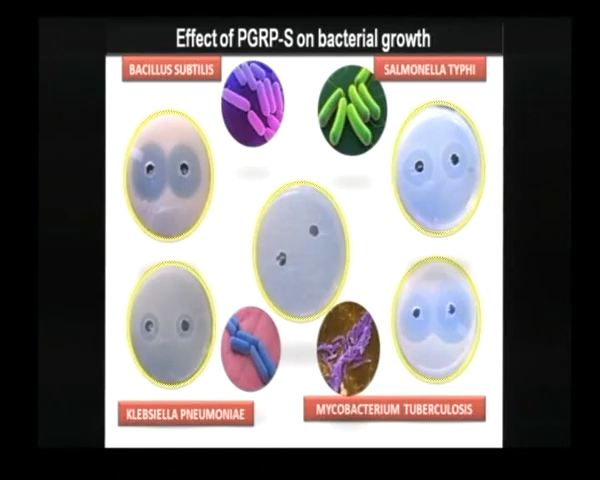 Effect of PGRP-S on bacterial growth
BACILLUS SUBTILIS
SALMONELLA TYPHI
KLEBSIELLA PNEUMONIAE
MYCOBACTERIUM TUBERCULOSIS